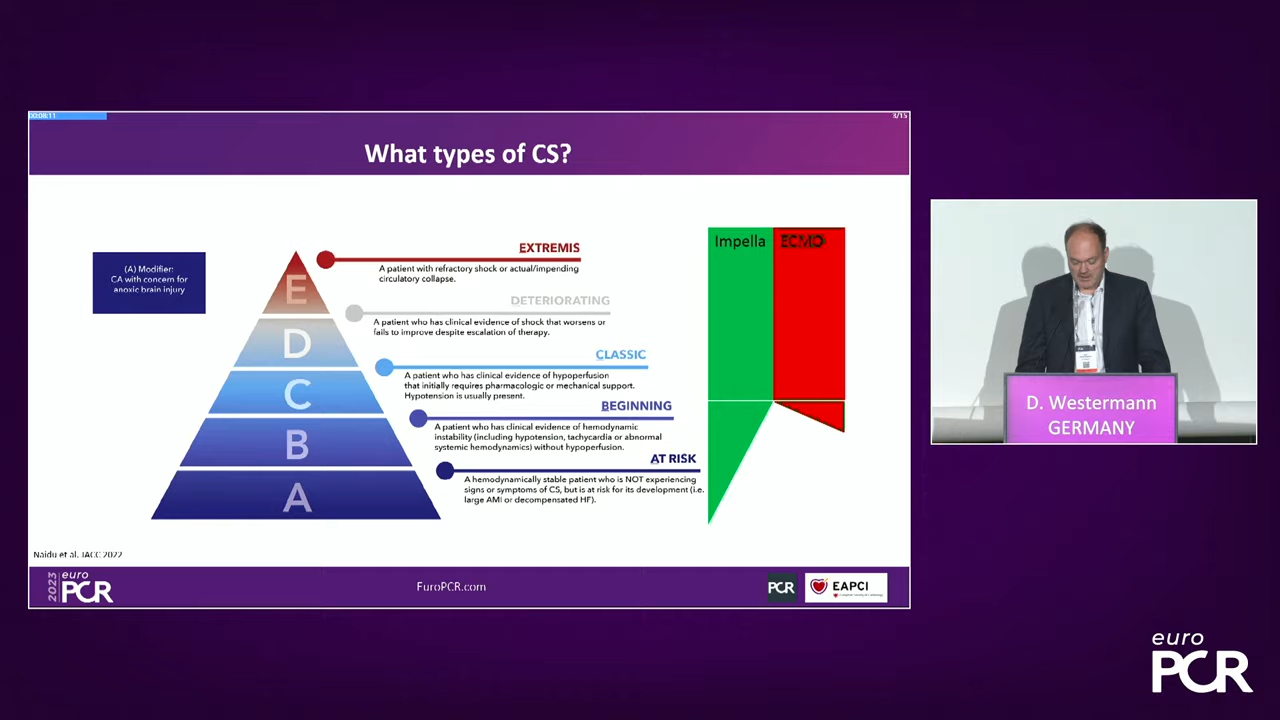 00:08:11
3/15
What types of CS?
(A) Modifier:
CA with concern for
anoxic brain injury
E
D
C
B
A
EXTREMIS
A patient with refractory shock or actual/impending
circulatory collapse.
DETERIORATING
A patient who has clinical evidence of shock that worsens or
fails to improve despite escalation of therapy.
CLASSIC
A patient who has clinical evidence of hypoperfusion
that initially requires pharmacologic or mechanical support.
Hypotension is usually present.
BEGINNING
A patient who has clinical evidence of hemodynamic
instability (including hypotension, tachycardia or abnormal
systemic hemodynamics) without hypoperfusion.
AT RISK
A hemodynamically stable patient who is NOT experiencing
signs or symptoms of CS, but is at risk for its development (i.e.
large AMI or decompensated HF).
Impella
ECMO
Naidu et al. JACC 2022
2023
euro
PCR
EuroPCR.com
PCR
EAPCI
D. Westermann
GERMANY
euro
PCR